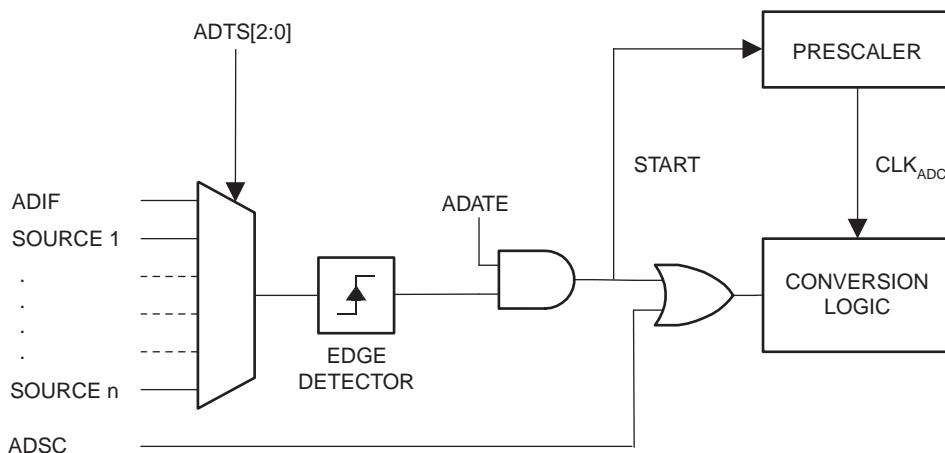 ADTS[2:0]
PRESCALER
START
CLKADC
ADIF
SOURCE 1
.
.
.
.
SOURCE n
ADSC
ADATE
EDGE
DETECTOR
CONVERSION
LOGIC